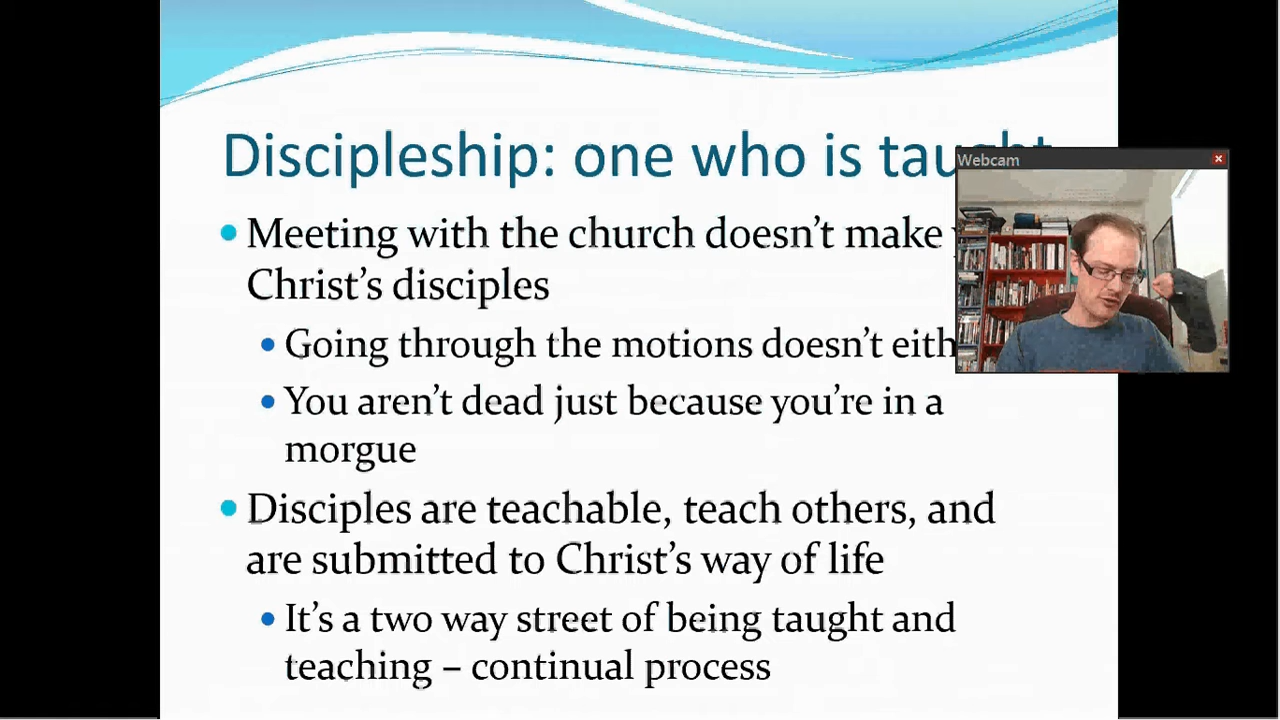 Discipleship: one who is taught
Webcam
• Meeting with the church doesn’t make
Christ’s disciples
• Going through the motions doesn’t eith
• You aren’t dead just because you’re in a
morgue
• Disciples are teachable, teach others, and
are submitted to Christ’s way of life
• It’s a two way street of being taught and
teaching – continual process